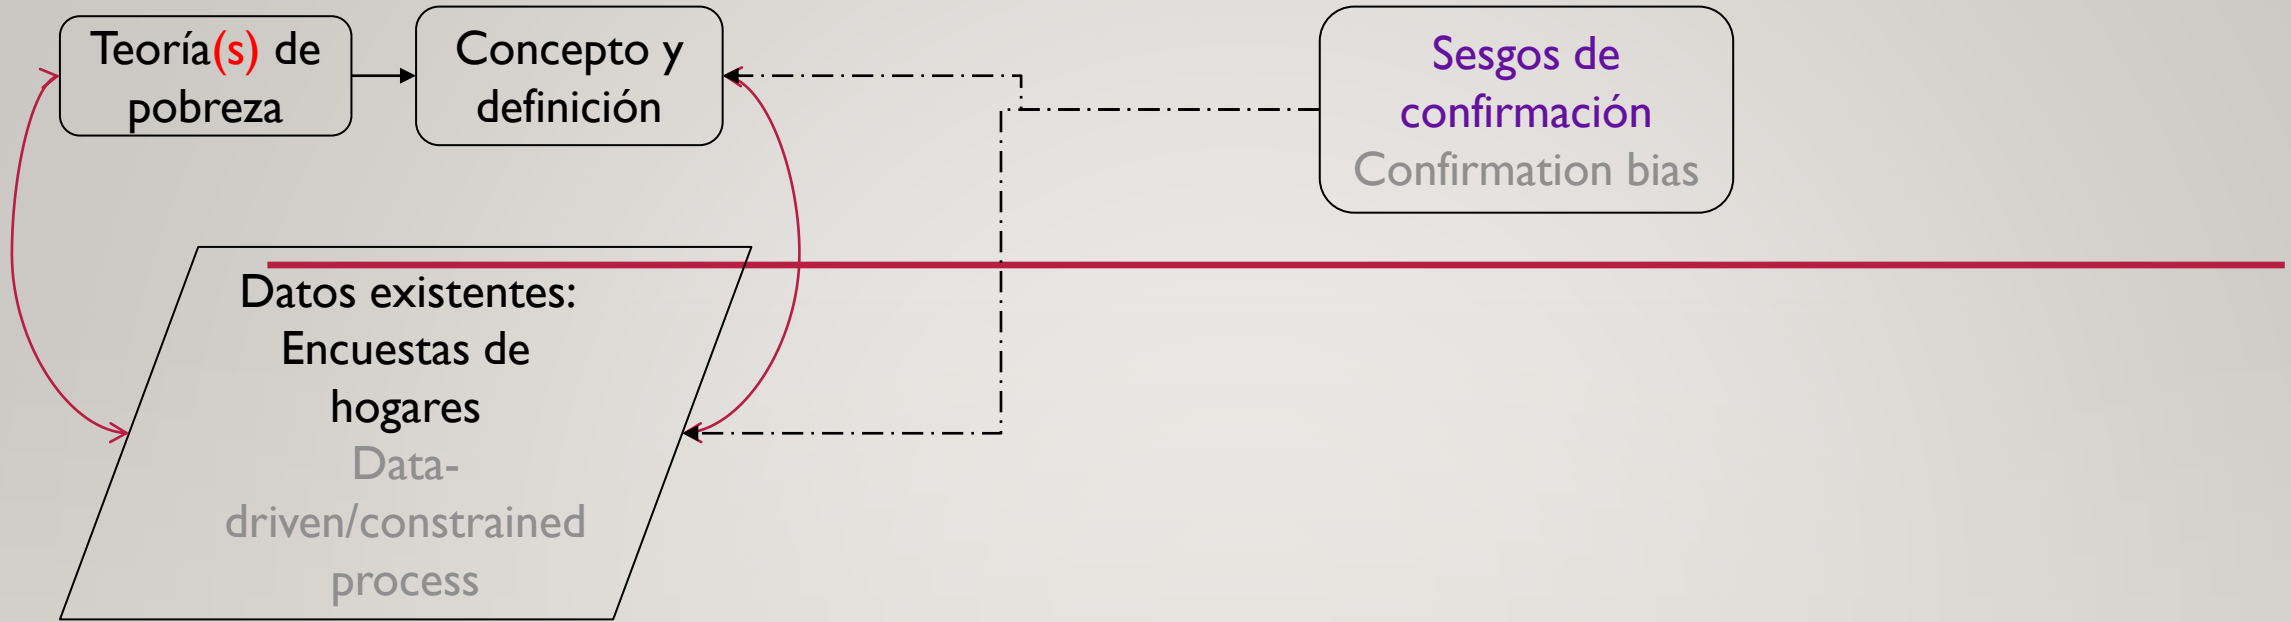 Teoría(s) de
pobreza
Concepto y
definición
Sesgos de
confirmación
Confirmation bias
Datos existentes:
Encuestas de
hogares
Data-
driven/constrained
process